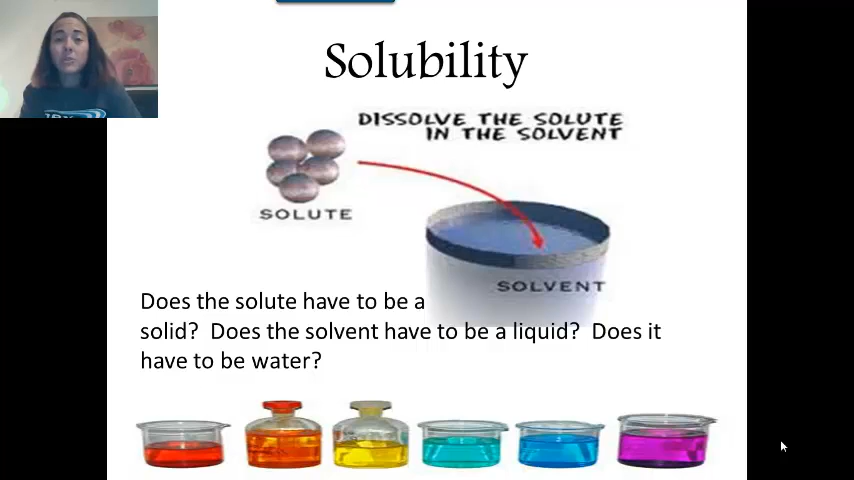 Solubility
DISSOLVE THE SOLUTE
IN THE SOLVENT
SOLUTE
SOLVENT
Does the solute have to be a
solid? Does the solvent have to be a liquid? Does it
have to be water?